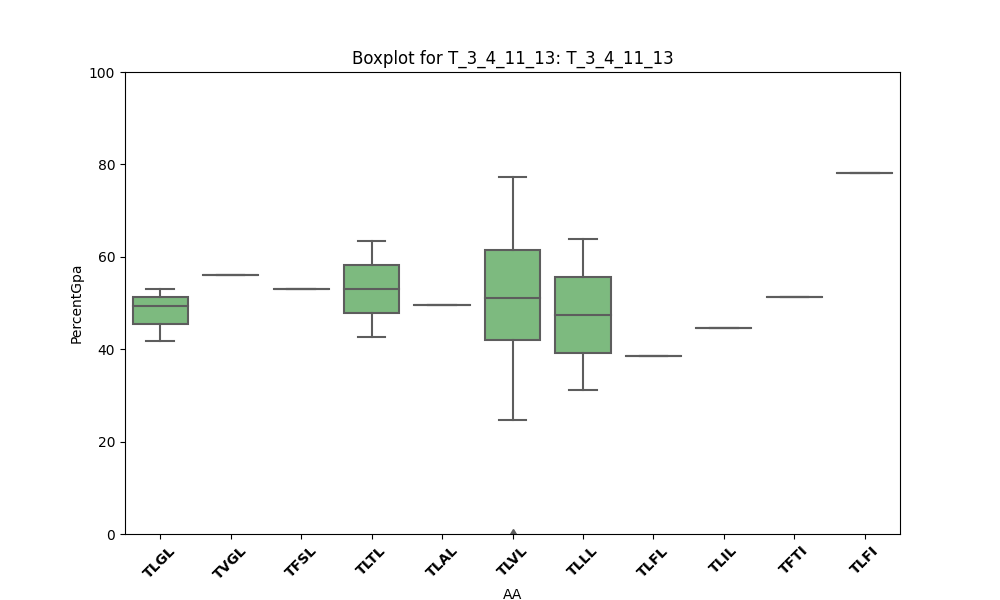 Boxplot for T_3_4_11_13: T_3_4_11_13
100
80
60
40
20
0
PercentGpa
TLGL TVGL TFSL TLTL TLAL TLVL TLLL TLFL TLIL TFTI TLFI
AA